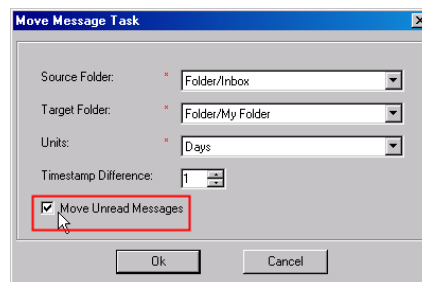 Move Message Task
Source Folder: * Folder/Inbox
Target Folder: * Folder/My Folder
Units: * Days
Timestamp Difference: 1
Move Unread Messages
Ok Cancel